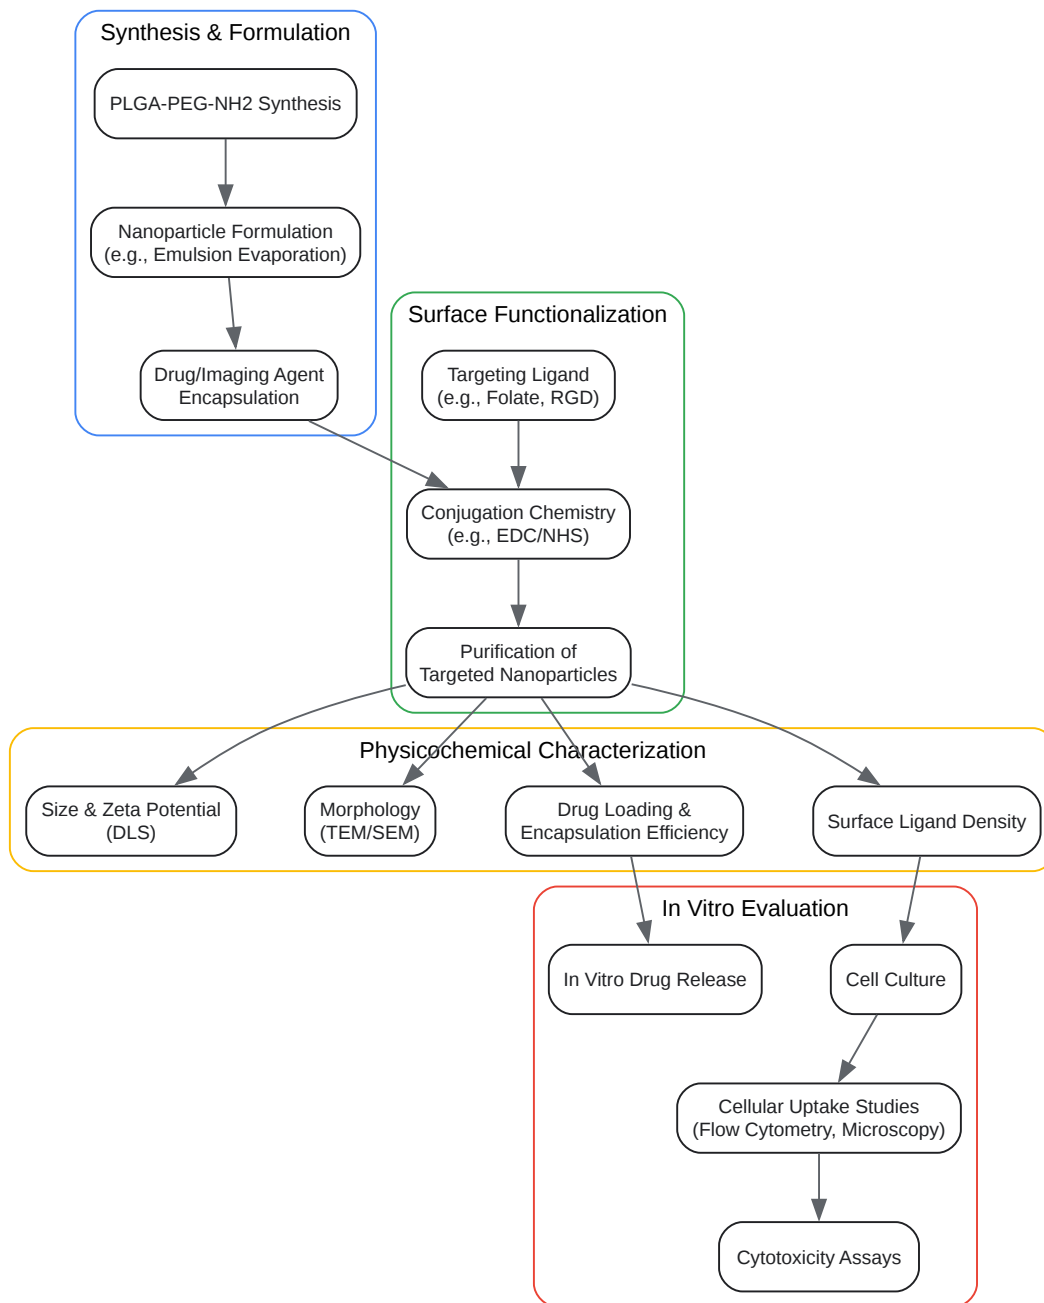 Synthesis & Formulation
PLGA-PEG-NH2 Synthesis
Nanoparticle Formulation
(e.g., Emulsion Evaporation)
Drug/Imaging Agent
Encapsulation
Surface Functionalization
Targeting Ligand
(e.g., Folate, RGD)
Conjugation Chemistry
(e.g., EDC/NHS)
Purification of
Targeted Nanoparticles
Physicochemical Characterization
Size & Zeta Potential
(DLS)
Morphology
(TEM/SEM)
Drug Loading &
Encapsulation Efficiency
Surface Ligand Density
In Vitro Evaluation
In Vitro Drug Release
Cell Culture
Cellular Uptake Studies
(Flow Cytometry, Microscopy)
Cytotoxicity Assays